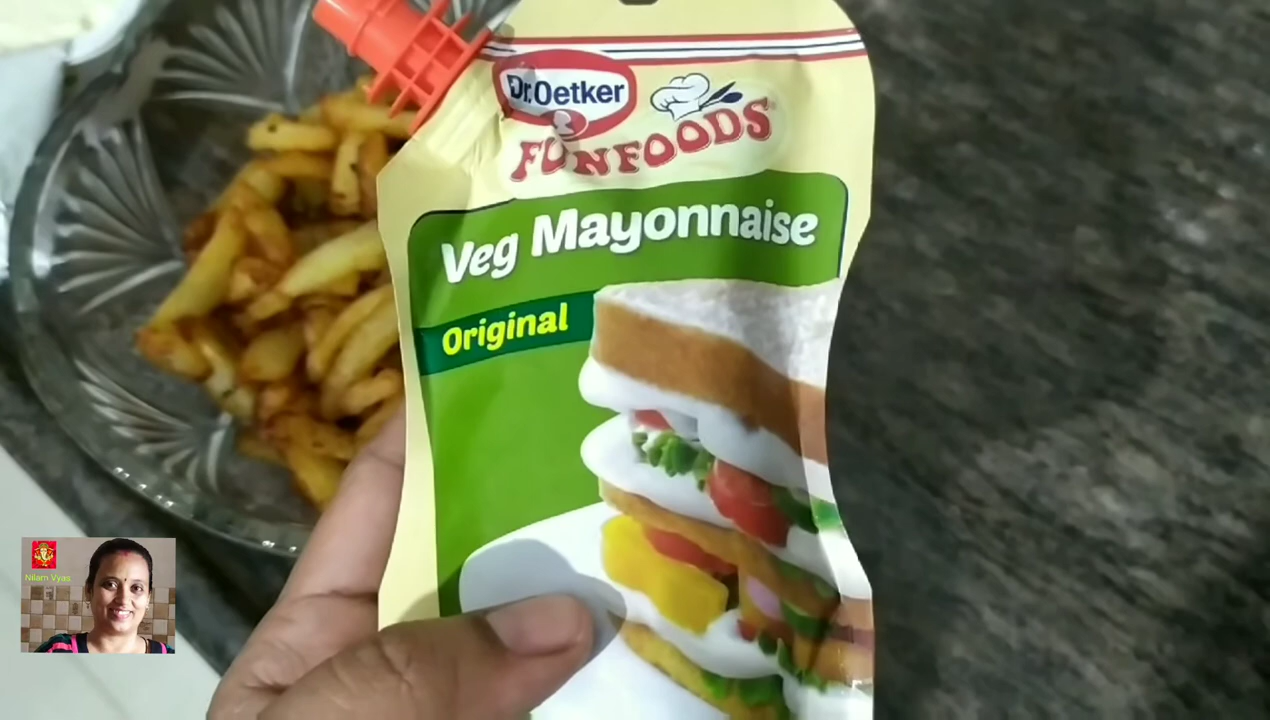 Dr.Oetker
FUNFOODS
Veg Mayonnaise
Original
Nilam Vyas